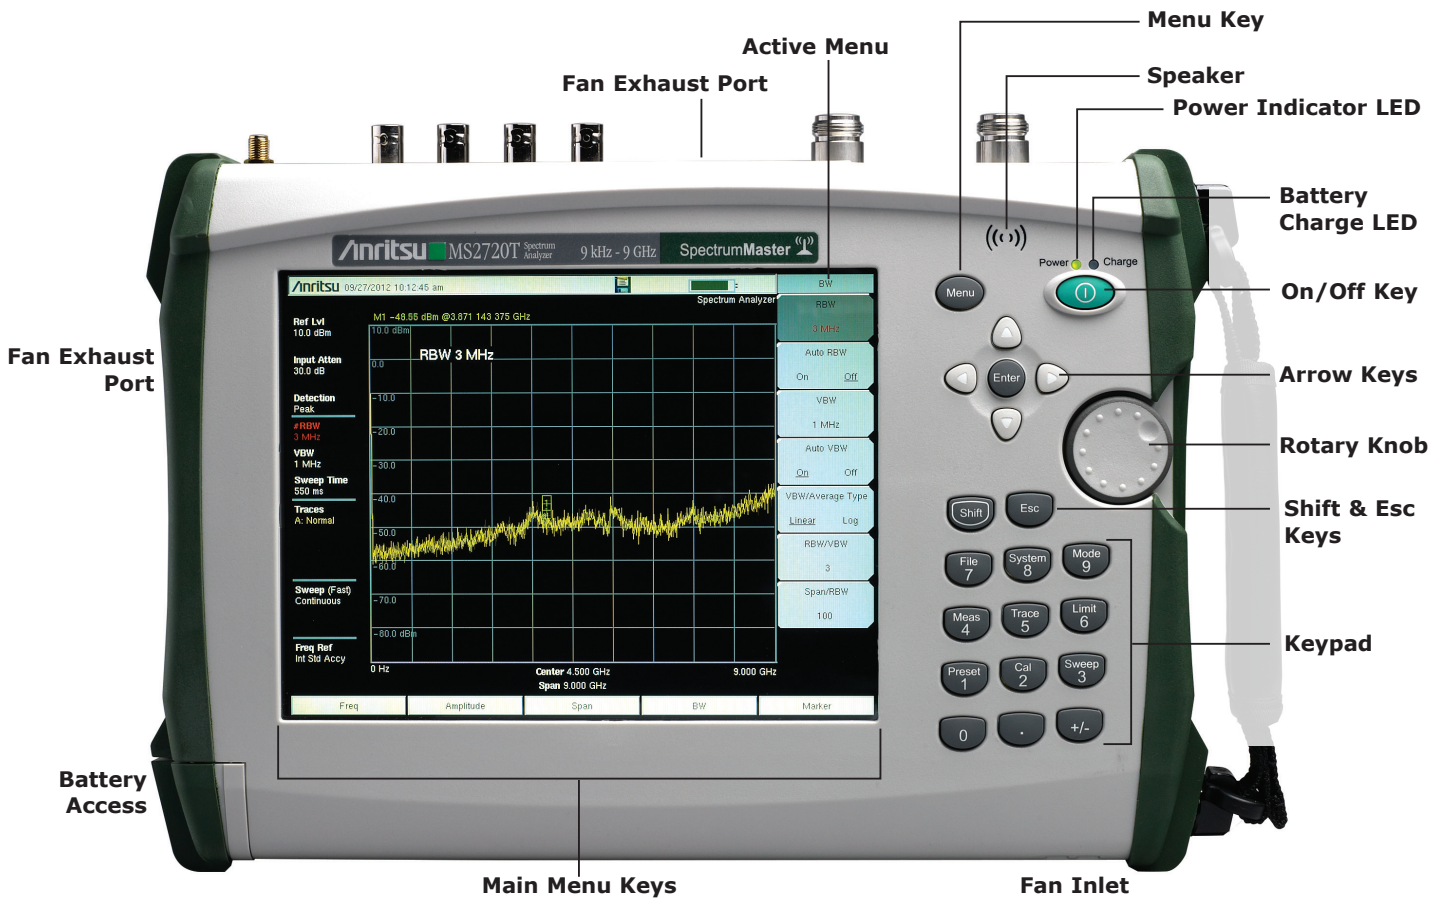 Menu Key
Active Menu
Speaker
Fan Exhaust Port
Power Indicator LED
Battery
Charge LED
On/Off Key
Fan Exhaust
Port
Arrow Keys
Rotary Knob
Shift & Esc
Keys
Keypad
Battery
Access
Main Menu Keys
Fan Inlet
Anritsu MS2720T Spectrum
Analyzer 9 kHz - 9 GHz SpectrumMaster
Power Charge
Menu
Enter
Shift Esc
File
7
System
8
Mode
9
Meas
4
Trace
5
Limit
6
Preset
1
Cal
2
Sweep
3
0 . +/-
Anritsu 09/27/2012 10:12:45 am
Spectrum Analyzer
M1 -48.55 dBm @3.871 143 375 GHz
Ref Lvl
10.0 dBm
Input Atten
30.0 dB
Detection
Peak
#RBW
3 MHz
VBW
1 MHz
Sweep Time
550 ms
Traces
A: Normal
Sweep (Fast)
Continuous
Freq Ref
Int Std Accy
RBW 3 MHz
10.0 dBm
0.0
-10.0
-20.0
-30.0
-40.0
-50.0
-60.0
-70.0
-80.0 dBm
0 Hz
Center 4.500 GHz
9.000 GHz
Span 9.000 GHz
BW
RBW
3 MHz
Auto RBW
On Off
VBW
1 MHz
Auto VBW
On Off
VBW/Average Type
Linear Log
RBW/VBW
3
Span/RBW
100
Freq Amplitude Span BW Marker